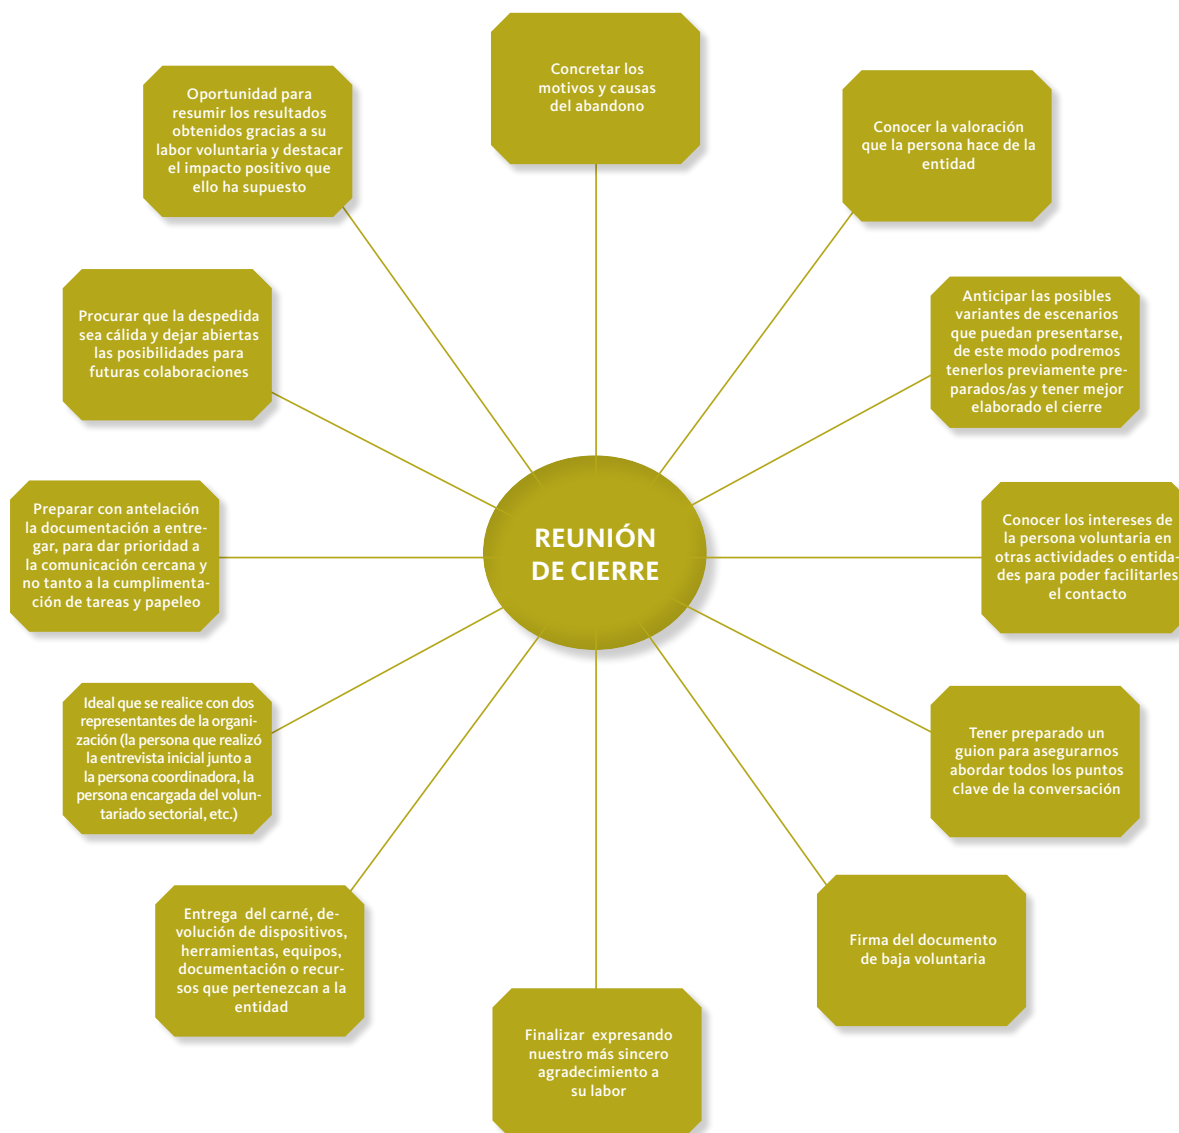 Concretar los
motivos y causas
del abandono
Conocer la valoración
que la persona hace de la
entidad
Anticipar las posibles
variantes de escenarios
que puedan presentarse,
de este modo podremos
tenerlos previamente pre-
parados/as y tener mejor
elaborado el cierre
Conocer los intereses de
la persona voluntaria en
otras actividades o entida-
des para poder facilitarles
el contacto
Tener preparado un
guion para asegurarnos
abordar todos los puntos
clave de la conversación
Firma del documento
de baja voluntaria
Finalizar expresando
nuestro más sincero
agradecimiento a
su labor
Entrega del carné, de-
volución de dispositivos,
herramientas, equipos,
documentación o recur-
sos que pertenezcan a la
entidad
Ideal que se realice con dos
representantes de la organi-
zación (la persona que realizó
la entrevista inicial junto a
la persona coordinadora, la
persona encargada del volun-
tariado sectorial, etc.)
Preparar con antelación
la documentación a entre-
gar, para dar prioridad a
la comunicación cercana y
no tanto a la cumplimenta-
ción de tareas y papeleo
Procurar que la despedida
sea cálida y dejar abiertas
las posibilidades para
futuras colaboraciones
Oportunidad para
resumir los resultados
obtenidos gracias a su
labor voluntaria y destacar
el impacto positivo que
ello ha supuesto
REUNIÓN
DE CIERRE